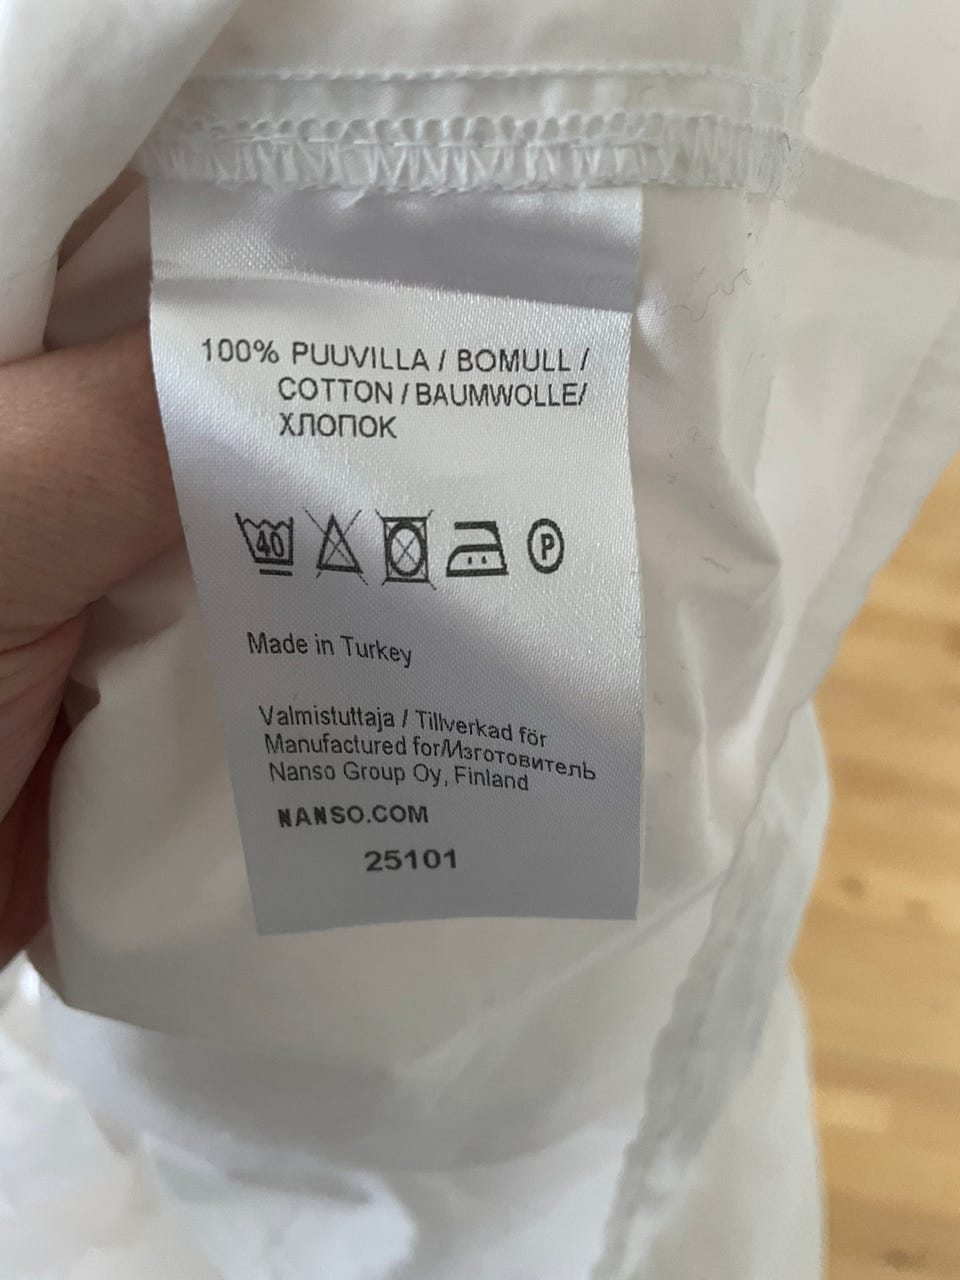 100% PUUVILLA / BOMULL /
COTTON / BAUMWOLLE/
ХЛОПОК
40
P
Made in Turkey
Valmistuttaja / Tillverkad för
Manufactured for/Изготовитель
Nanso Group Oy, Finland
NANSO.COM
25101